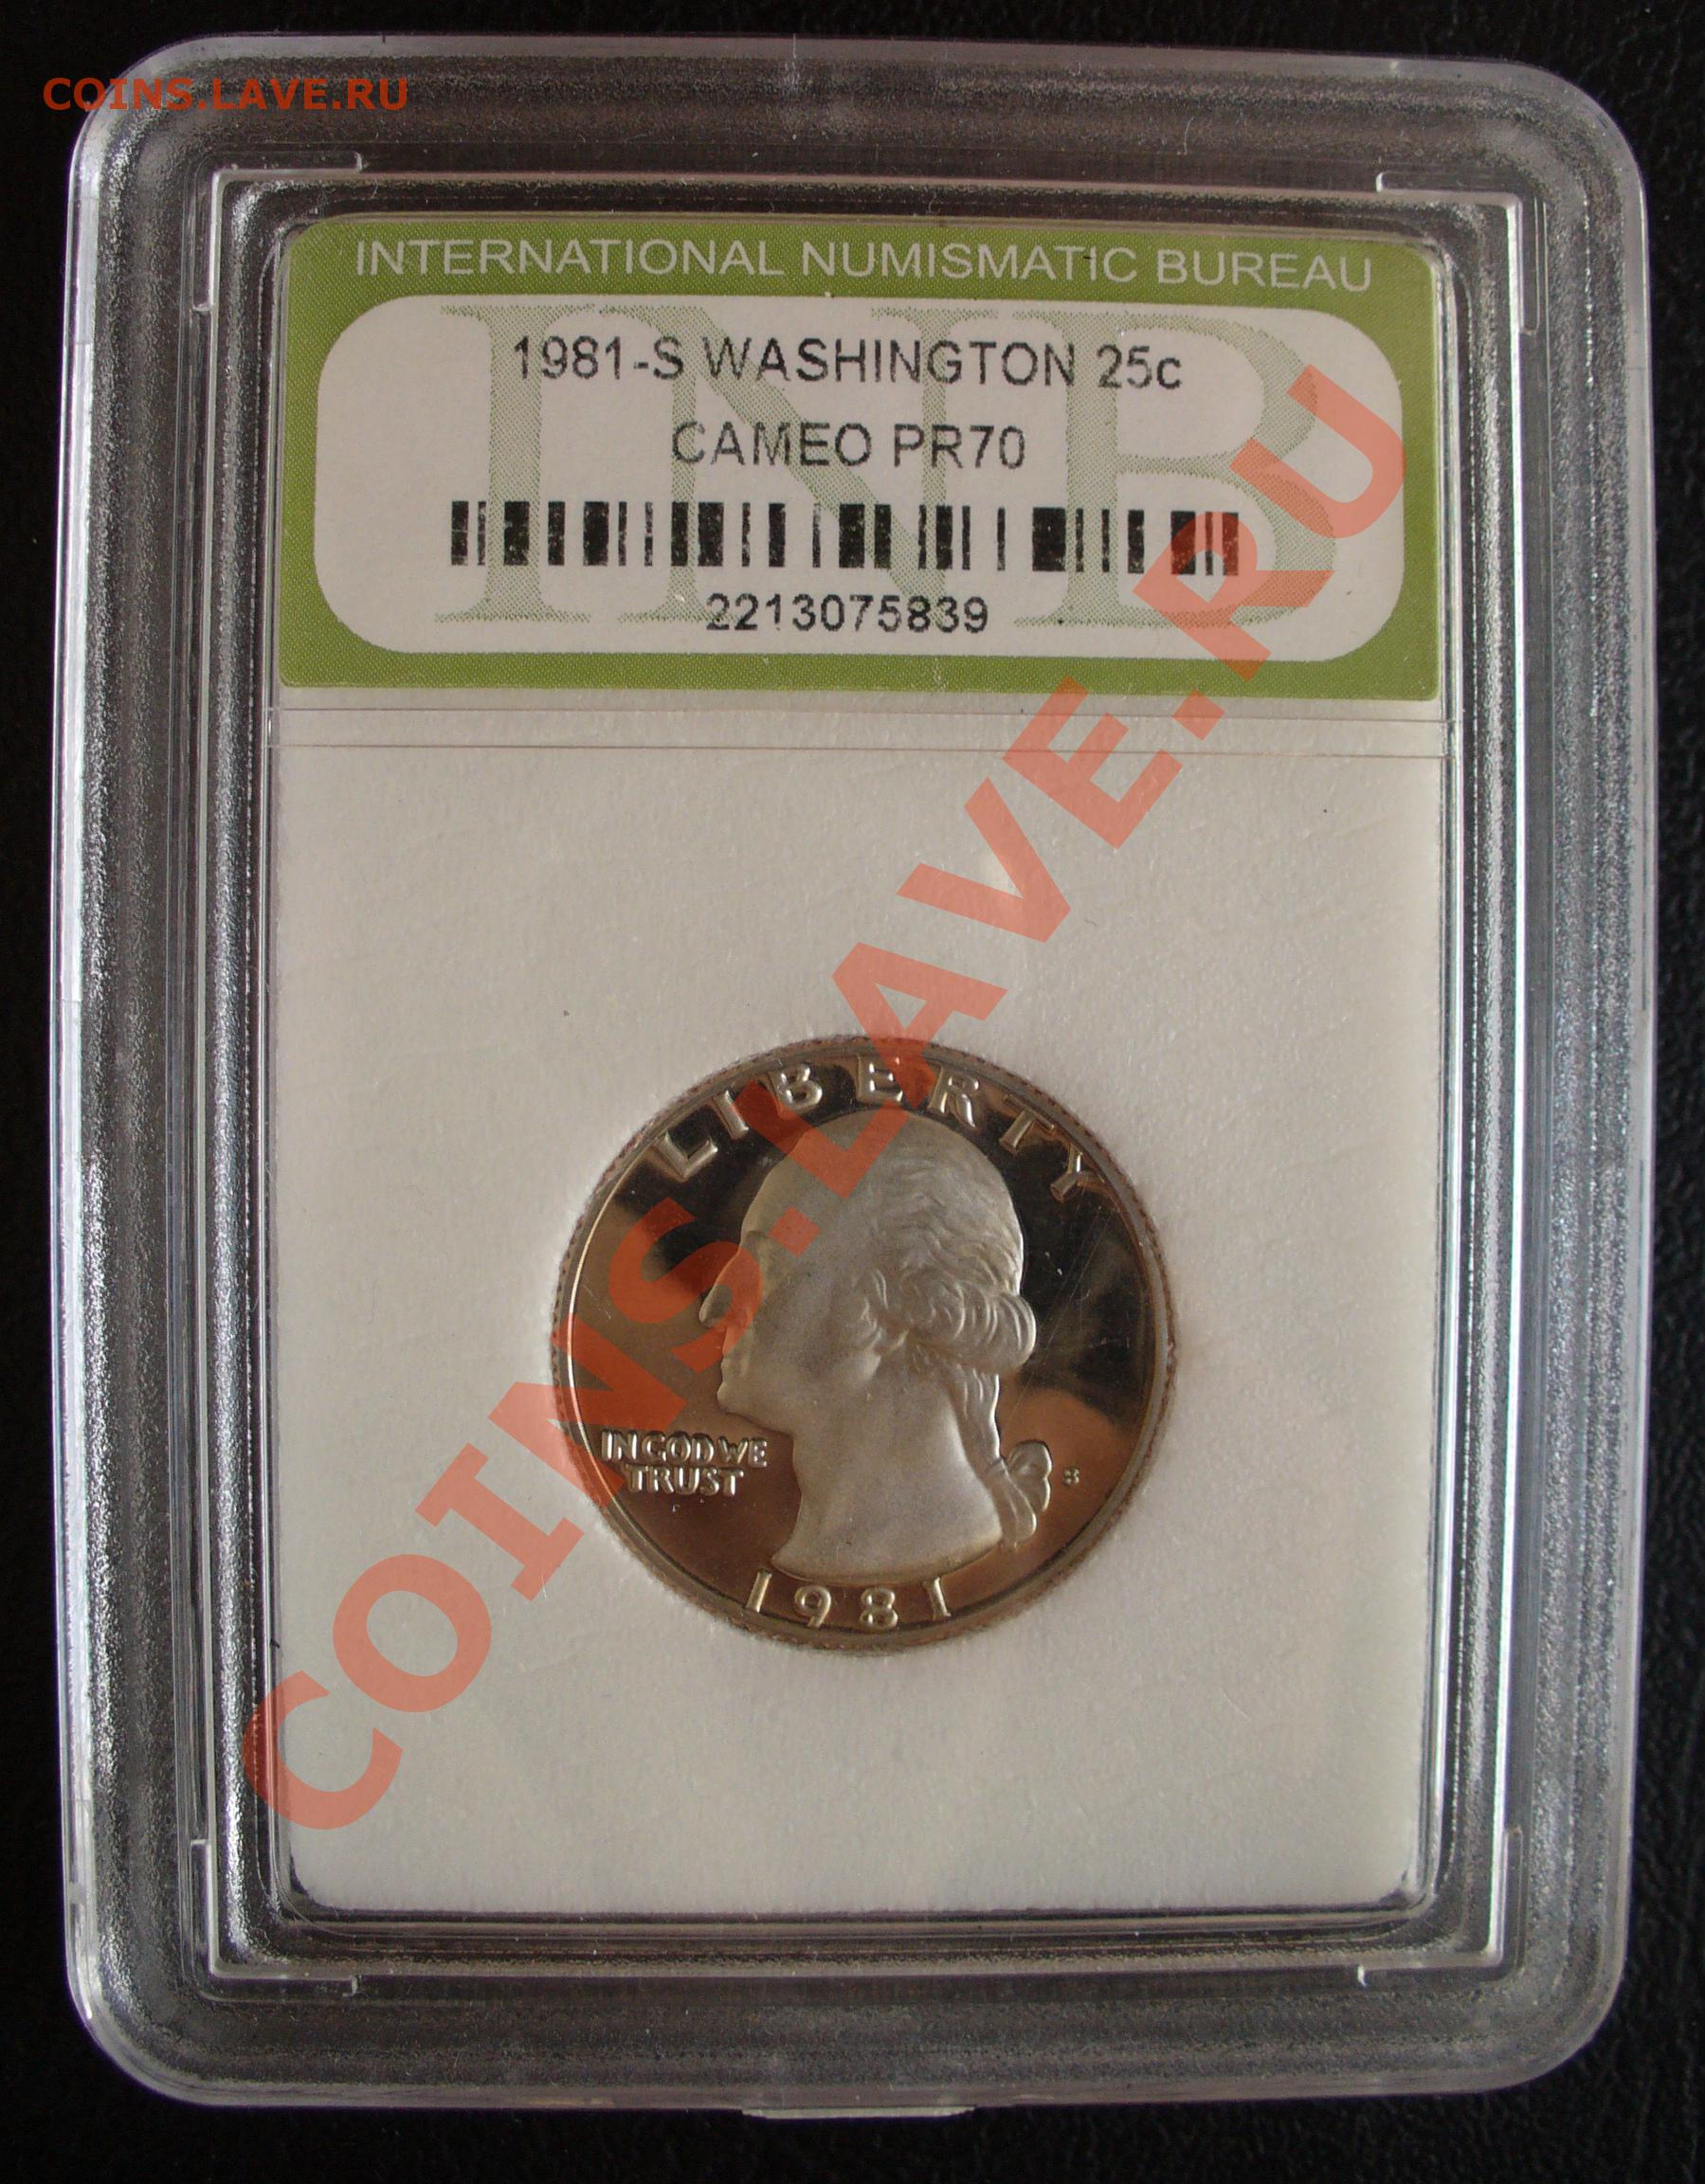 COINS.LAVE.RU
INTERNATIONAL NUMISMATIC BUREAU
INB
1981-S WASHINGTON 25c
CAMEO PR70
2213075839
COINS.LAVE.RU
LIBERTY
IN GOD WE
TRUST
S
1981